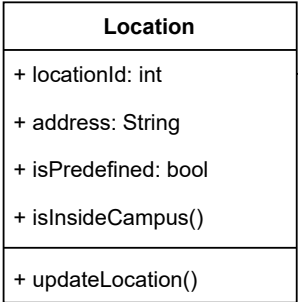 Location
+ locationId: int
+ address: String
+ isPredefined: bool
+ isInsideCampus()
+ updateLocation()